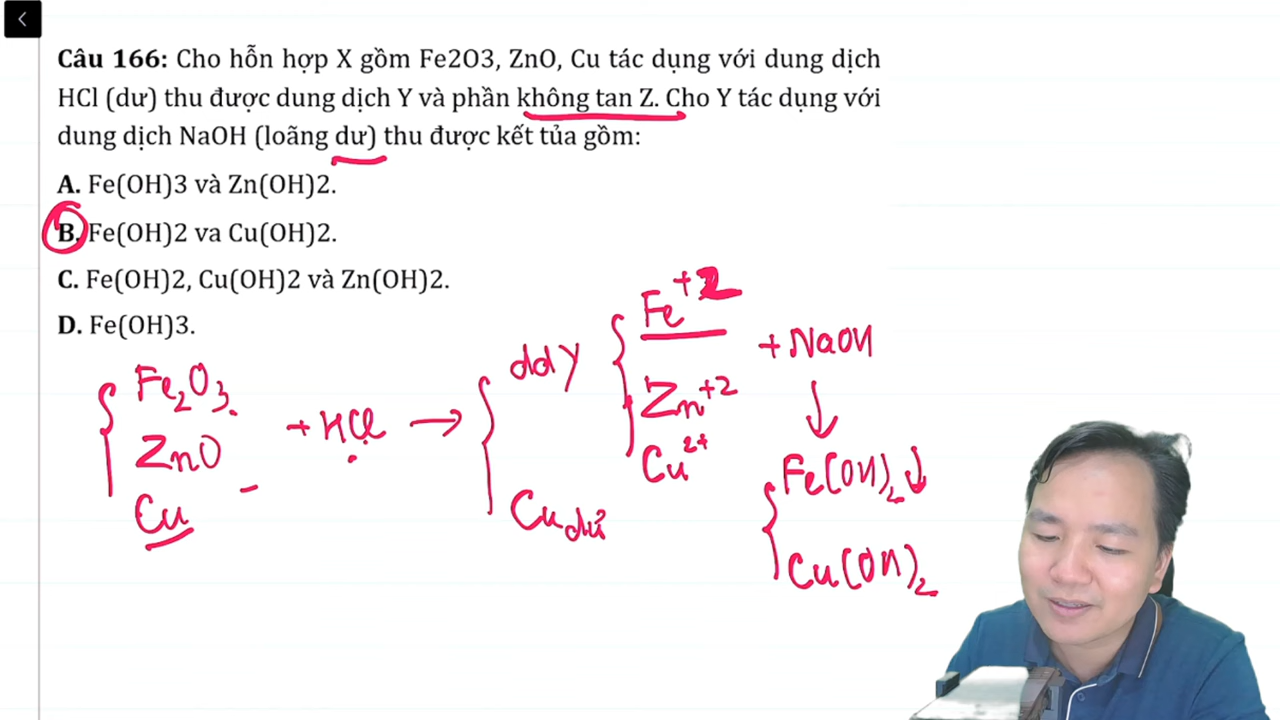 Câu 166: Cho hỗn hợp X gồm Fe2O3, ZnO, Cu tác dụng với dung dịch
HCl (dư) thu được dung dịch Y và phần không tan Z. Cho Y tác dụng với
dung dịch NaOH (loãng dư) thu được kết tủa gồm:
A. Fe(OH)3 và Zn(OH)2.
B. Fe(OH)2 va Cu(OH)2.
C. Fe(OH)2, Cu(OH)2 và Zn(OH)2.
D. Fe(OH)3.
Fe₂O₃
ZnO
Cu
+ HCl →
ddY
Cu dư
Fe⁺²
Zn⁺²
Cu²⁺
+ NaOH
↓
Fe(OH)₂ ↓
Cu(OH)₂